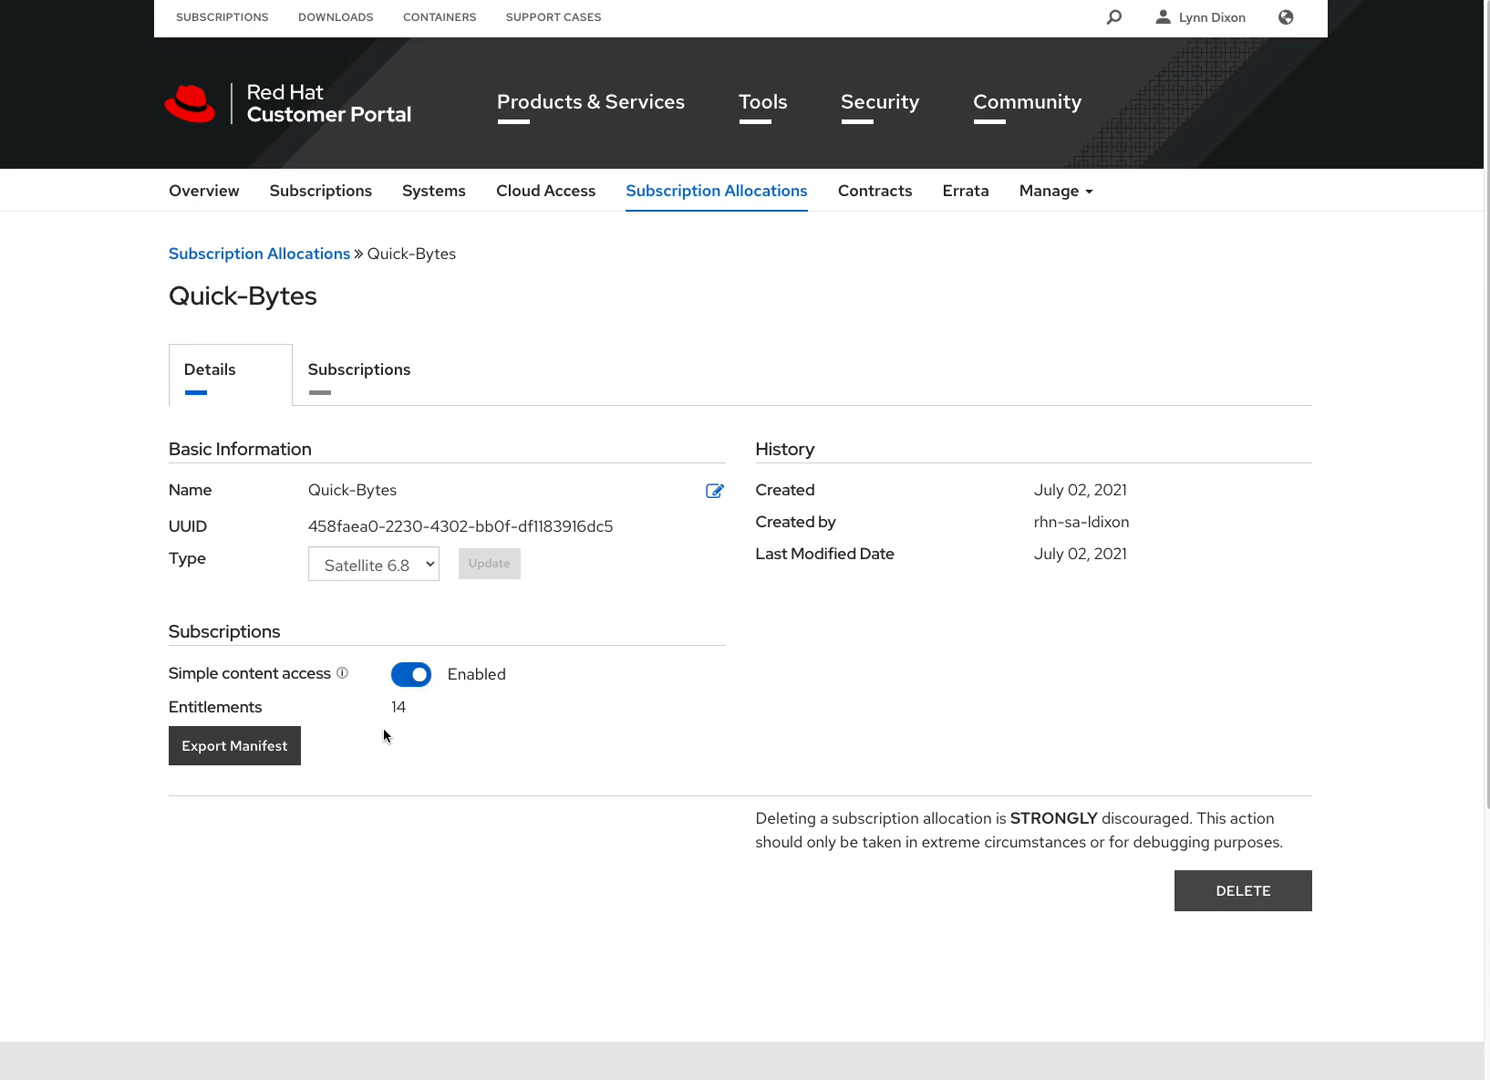 SUBSCRIPTIONS DOWNLOADS CONTAINERS SUPPORT CASES Lynn Dixon
Red Hat
Customer Portal
Products & Services Tools Security Community
Overview Subscriptions Systems Cloud Access Subscription Allocations Contracts Errata Manage
Subscription Allocations » Quick-Bytes
Quick-Bytes
Details Subscriptions
Basic Information
Name Quick-Bytes
UUID 458faea0-2230-4302-bb0f-df1183916dc5
Type Satellite 6.8 Update
History
Created July 02, 2021
Created by rhn-sa-ldixon
Last Modified Date July 02, 2021
Subscriptions
Simple content access Enabled
Entitlements 14
Export Manifest
Deleting a subscription allocation is STRONGLY discouraged. This action
should only be taken in extreme circumstances or for debugging purposes.
DELETE